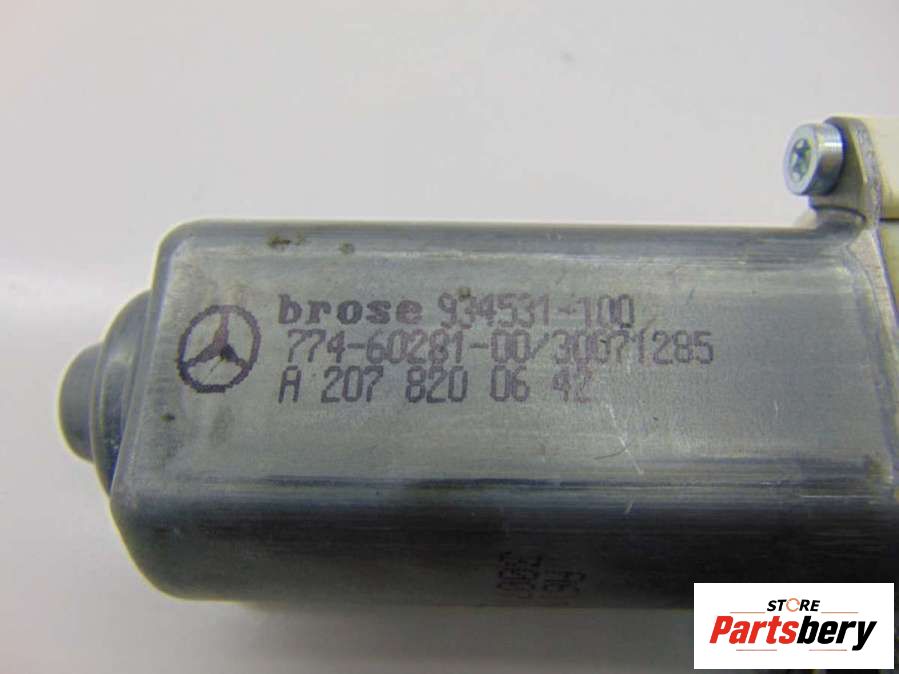 brose 934531-100
774-60281-00/30071285
A 207 820 06 42
STORE
Partsbery